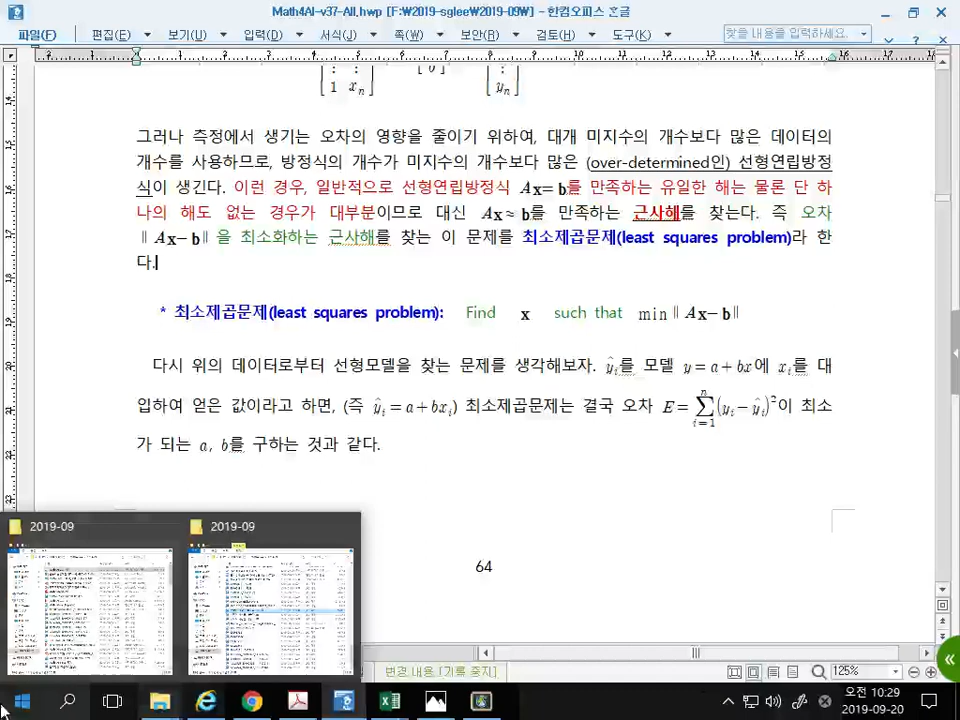 Math4AI-v37-All.hwp [F:₩2019-sglee₩2019-09₩] - 한컴오피스 한글
파일(F) 편집(E) 보기(U) 입력(D) 서식(J) 쪽(W) 보안(R) 검토(H) 도구(K) 찾을 내용을 입력하세요.
1 xₙ
yₙ
그러나 측정에서 생기는 오차의 영향을 줄이기 위하여, 대개 미지수의 개수보다 많은 데이터의
개수를 사용하므로, 방정식의 개수가 미지수의 개수보다 많은 (over-determined인) 선형연립방정
식이 생긴다. 이런 경우, 일반적으로 선형연립방정식 Ax=b를 만족하는 유일한 해는 물론 단 하
나의 해도 없는 경우가 대부분이므로 대신 Ax≈b를 만족하는 근사해를 찾는다. 즉 오차
∥Ax−b∥을 최소화하는 근사해를 찾는 이 문제를 최소제곱문제(least squares problem)라 한
다.
* 최소제곱문제(least squares problem): Find x such that min∥Ax−b∥
다시 위의 데이터로부터 선형모델을 찾는 문제를 생각해보자. ŷᵢ를 모델 y=a+bx에 xᵢ를 대
입하여 얻은 값이라고 하면, (즉 ŷᵢ=a+bxᵢ) 최소제곱문제는 결국 오차 E=∑ⁿᵢ₌₁(yᵢ−ŷᵢ)²이 최소
가 되는 a, b를 구하는 것과 같다.
2019-09 2019-09
64
변경 내용 [기록 중지] 125%
오전 10:29
2019-09-20